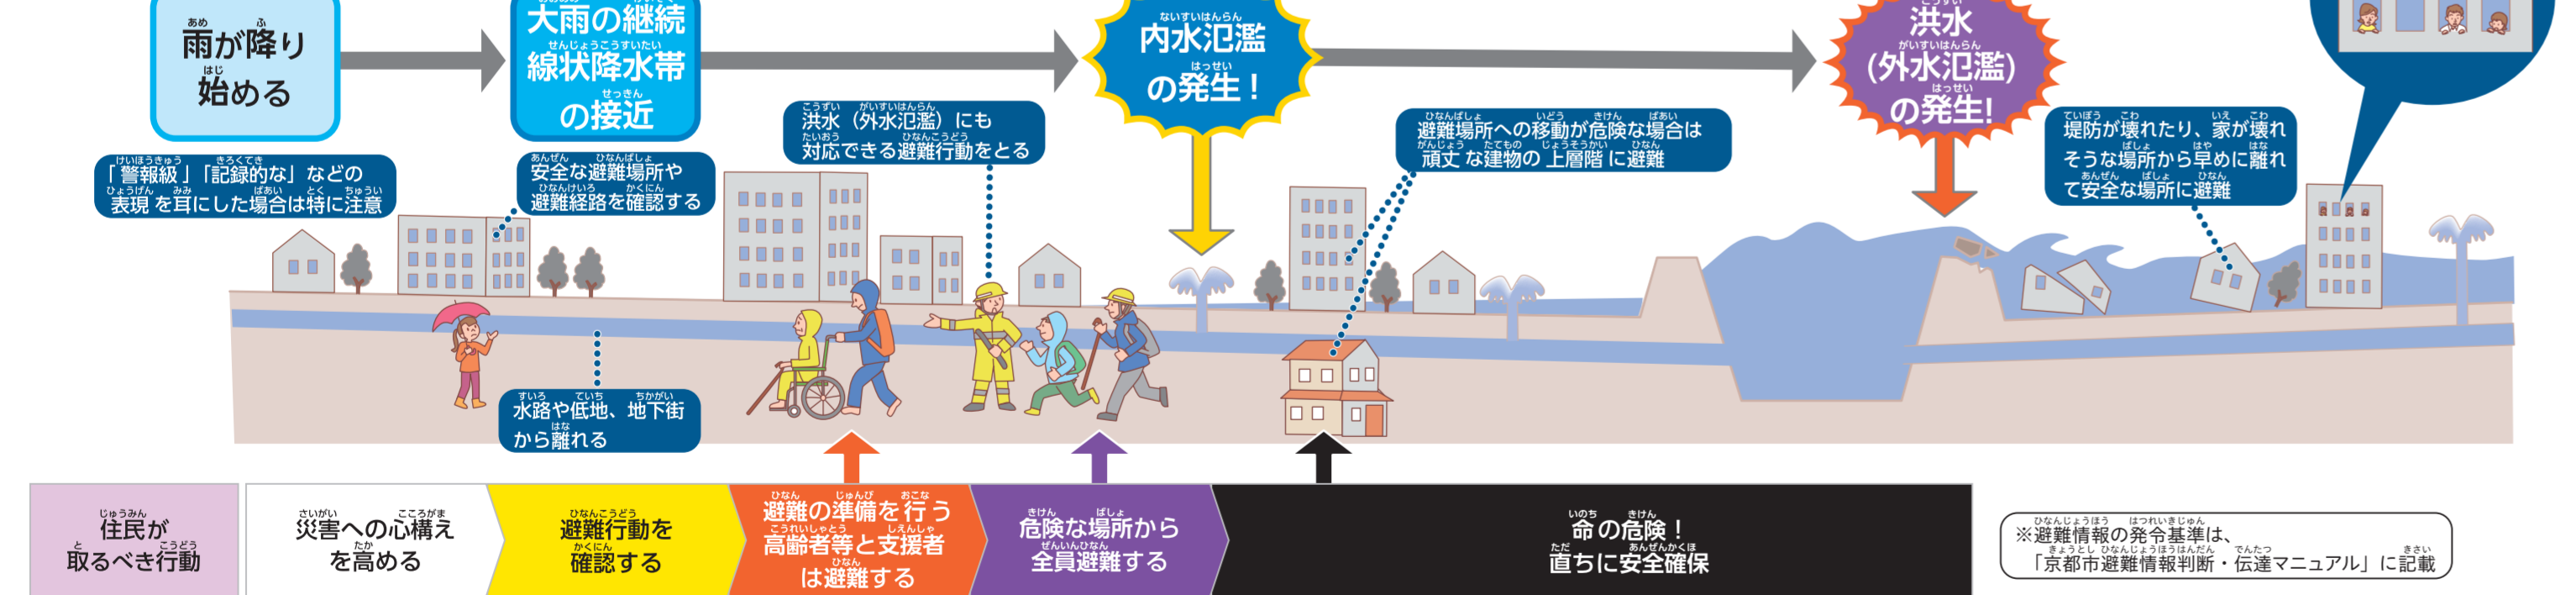 雨が降り
始める
大雨の継続
線状降水帯
の接近
内水氾濫
の発生！
洪水
(外水氾濫)
の発生!
「警報級」「記録的な」などの
表現を耳にした場合は特に注意
安全な避難場所や
避難経路を確認する
洪水（外水氾濫）にも
対応できる避難行動をとる
避難場所への移動が危険な場合は
頑丈な建物の上層階に避難
堤防が壊れたり、家が壊れ
そうな場所から早めに離れ
て安全な場所に避難
水路や低地、地下街
から離れる
住民が
取るべき行動
災害への心構え
を高める
避難行動を
確認する
避難の準備を行う
高齢者等と支援者
は避難する
危険な場所から
全員避難する
命の危険！
直ちに安全確保
※避難情報の発令基準は、
「京都市避難情報判断・伝達マニュアル」に記載